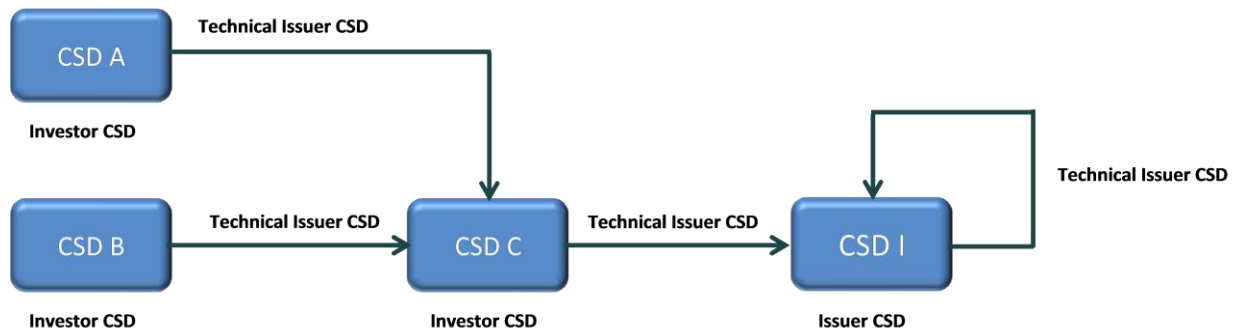 Technical Issuer CSD
CSD A
Investor CSD
Technical Issuer CSD
CSD B
Technical Issuer CSD
CSD C
Technical Issuer CSD
CSD I
Investor CSD
Investor CSD
Issuer CSD